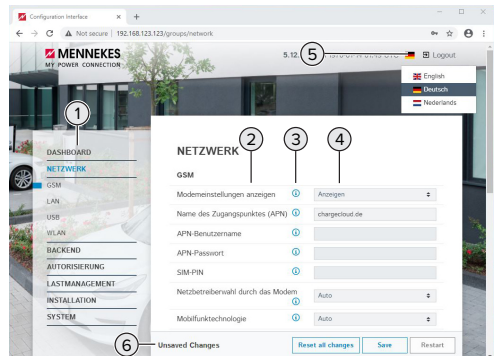 Configuration Interface
Not secure | 192.168.123.123/groups/network
MENNEKES
MY POWER CONNECTION
5.12.
5
Logout
English
Deutsch
Nederlands
1
2
3
4
DASHBOARD
NETZWERK
GSM
LAN
USB
WLAN
BACKEND
AUTORISIERUNG
LASTMANAGEMENT
INSTALLATION
SYSTEM
NETZWERK
GSM
Modemeinstellungen anzeigen Anzeigen
Name des Zugangspunktes (APN) chargecloud.de
APN-Benutzername
APN-Passwort
SIM-PIN
Netzbetreiberwahl durch das Modem Auto
Mobilfunktechnologie Auto
6
Unsaved Changes Reset all changes Save Restart